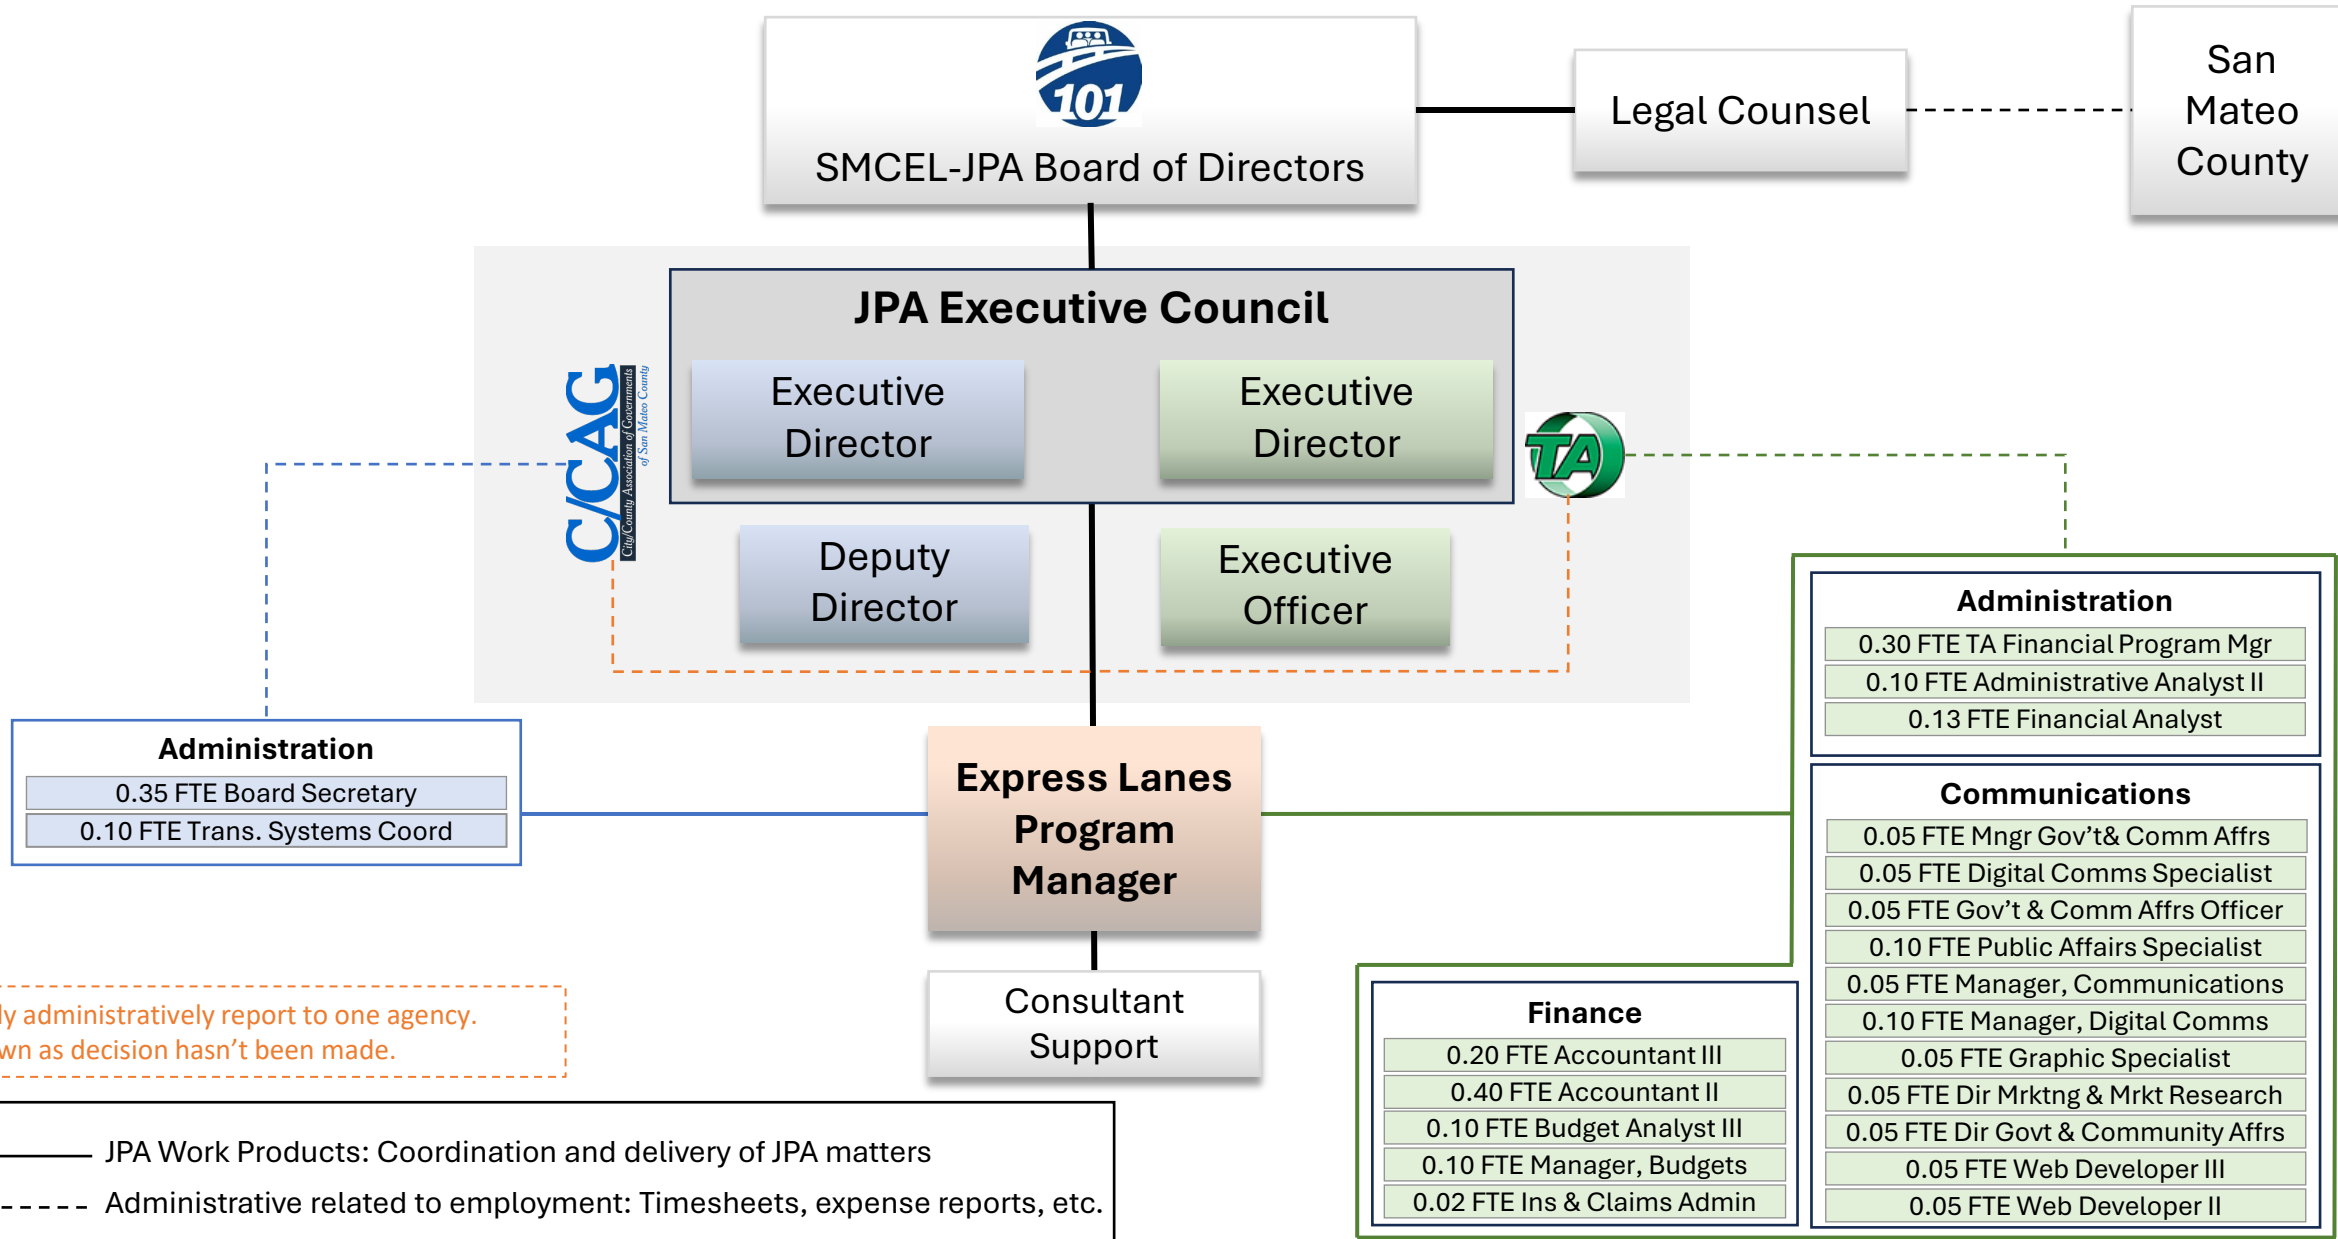 101
SMCEL-JPA Board of Directors
Legal Counsel
San
Mateo
County
JPA Executive Council
Executive
Director
Executive
Director
C/CAG
City/County Association of Governments
of San Mateo County
TA
Deputy
Director
Executive
Officer
Administration
0.35 FTE Board Secretary
0.10 FTE Trans. Systems Coord
Express Lanes
Program
Manager
Consultant
Support
Administration
0.30 FTE TA Financial Program Mgr
0.10 FTE Administrative Analyst II
0.13 FTE Financial Analyst
Communications
0.05 FTE Mngr Gov't& Comm Affrs
0.05 FTE Digital Comms Specialist
0.05 FTE Gov't & Comm Affrs Officer
0.10 FTE Public Affairs Specialist
0.05 FTE Manager, Communications
0.10 FTE Manager, Digital Comms
0.05 FTE Graphic Specialist
0.05 FTE Dir Mrktng & Mrkt Research
0.05 FTE Dir Govt & Community Affrs
0.05 FTE Web Developer III
0.05 FTE Web Developer II
Finance
0.20 FTE Accountant III
0.40 FTE Accountant II
0.10 FTE Budget Analyst III
0.10 FTE Manager, Budgets
0.02 FTE Ins & Claims Admin
administratively report to one agency.
as decision hasn't been made.
JPA Work Products: Coordination and delivery of JPA matters
Administrative related to employment: Timesheets, expense reports, etc.